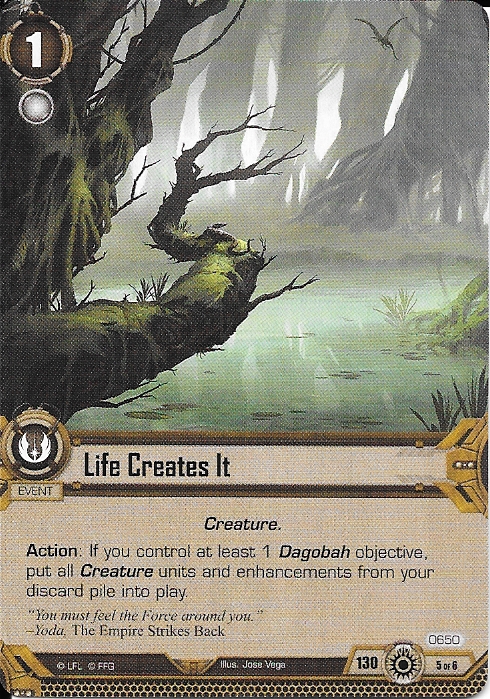 1
Life Creates It
EVENT
Creature.
Action: If you control at least 1 Dagobah objective,
put all Creature units and enhancements from your
discard pile into play.
"You must feel the Force around you."
–Yoda, The Empire Strikes Back
0650
© LFL © FFG
Illus. Jose Vega
130
5 of 6